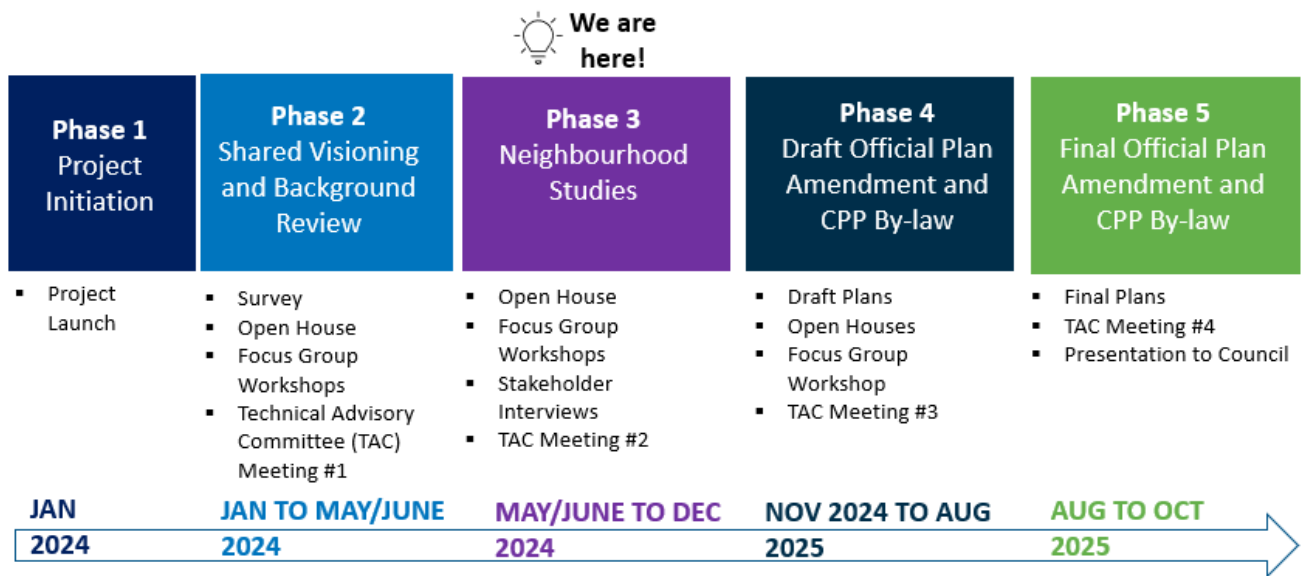 We are
here!
Phase 1
Project
Initiation
Phase 2
Shared Visioning
and Background
Review
Phase 3
Neighbourhood
Studies
Phase 4
Draft Official Plan
Amendment and
CPP By-law
Phase 5
Final Official Plan
Amendment and
CPP By-law
▪ Project
Launch
▪ Survey
▪ Open House
▪ Focus Group
Workshops
▪ Technical Advisory
Committee (TAC)
Meeting #1
▪ Open House
▪ Focus Group
Workshops
▪ Stakeholder
Interviews
▪ TAC Meeting #2
▪ Draft Plans
▪ Open Houses
▪ Focus Group
Workshop
▪ TAC Meeting #3
▪ Final Plans
▪ TAC Meeting #4
▪ Presentation to Council
JAN
2024
JAN TO MAY/JUNE
2024
MAY/JUNE TO DEC
2024
NOV 2024 TO AUG
2025
AUG TO OCT
2025